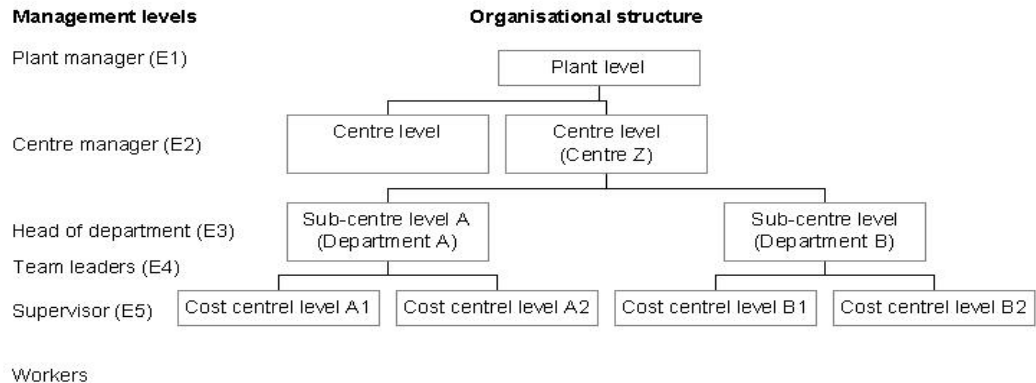 Management levels
Organisational structure
Plant manager (E1)
Plant level
Centre manager (E2)
Centre level
Centre level
(Centre Z)
Head of department (E3)
Sub-centre level A
(Department A)
Sub-centre level
(Department B)
Team leaders (E4)
Supervisor (E5)
Cost centrel level A1
Cost centrel level A2
Cost centrel level B1
Cost centrel level B2
Workers